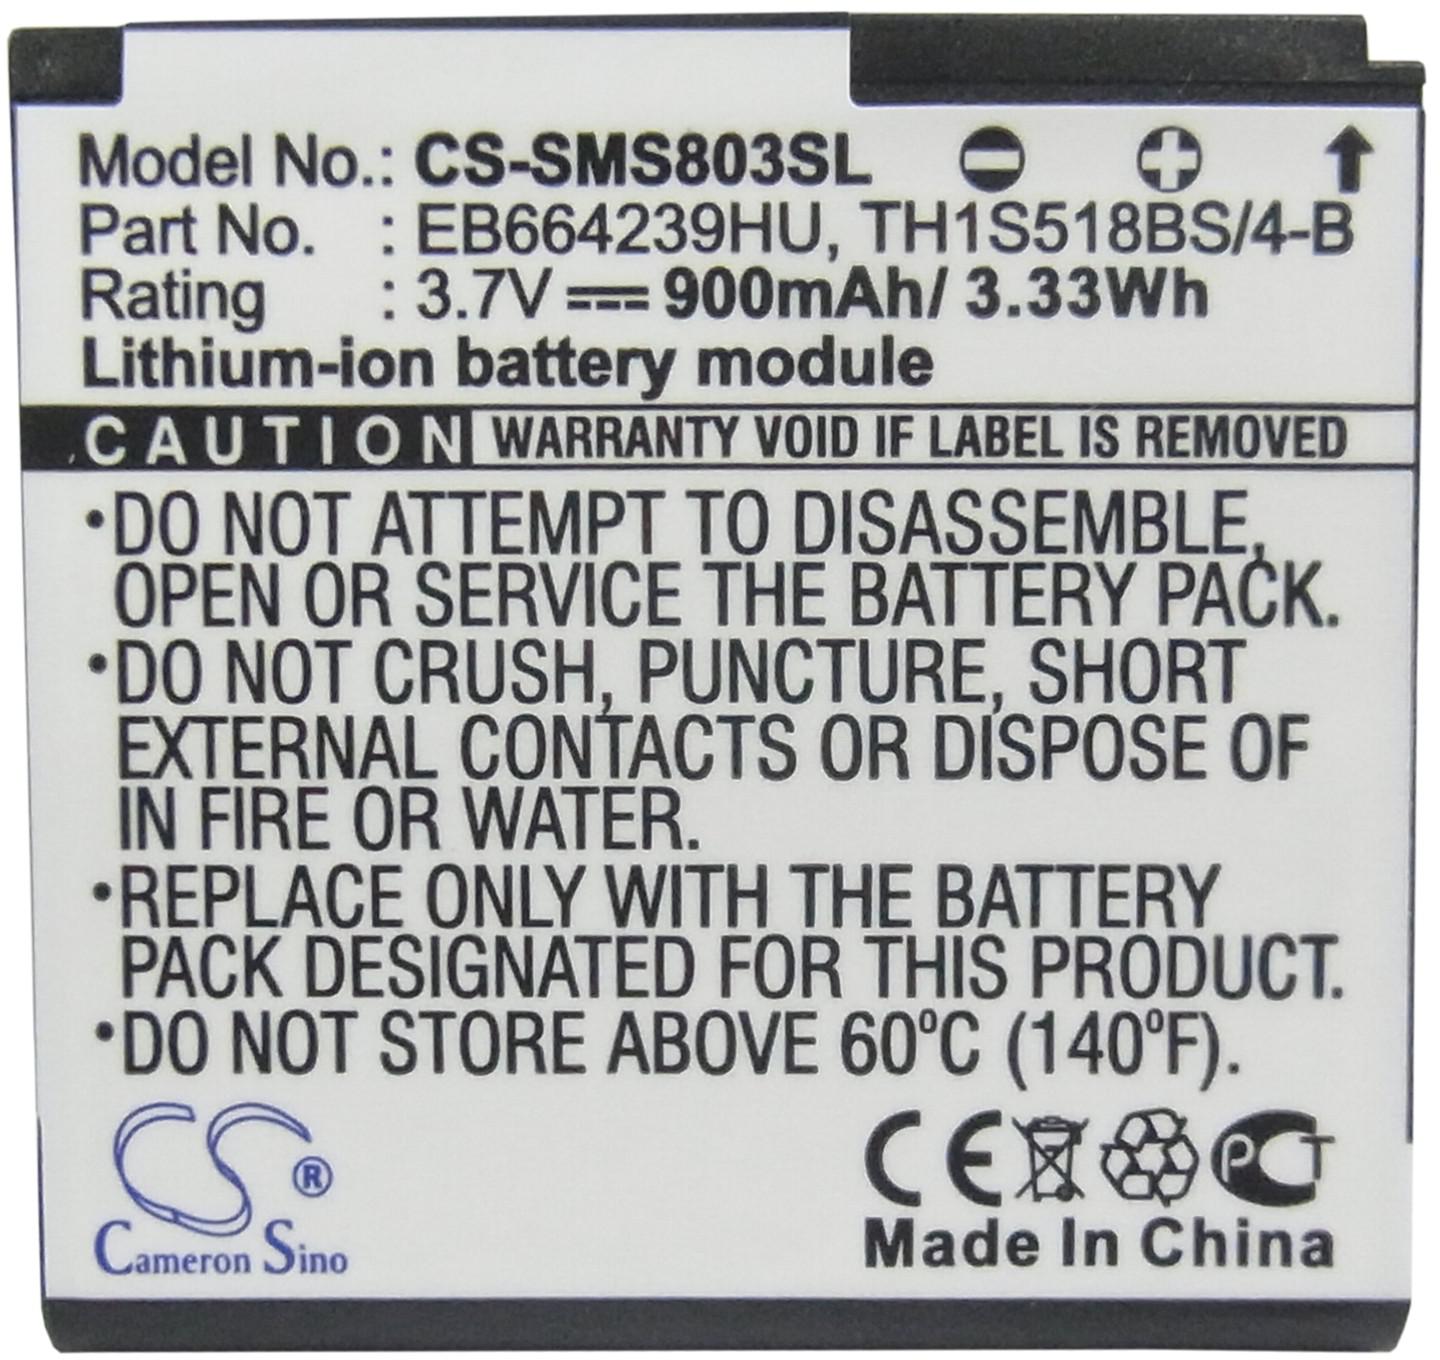 Model No.: CS-SMS803SL
Part No. : EB664239HU, TH1S518BS/4-B
Rating : 3.7V 900mAh/ 3.33Wh
Lithium-ion battery module
CAUTION WARRANTY VOID IF LABEL IS REMOVED
•DO NOT ATTEMPT TO DISASSEMBLE,
OPEN OR SERVICE THE BATTERY PACK.
•DO NOT CRUSH, PUNCTURE, SHORT
EXTERNAL CONTACTS OR DISPOSE OF
IN FIRE OR WATER.
•REPLACE ONLY WITH THE BATTERY
PACK DESIGNATED FOR THIS PRODUCT.
•DO NOT STORE ABOVE 60°C (140°F).
CS® CE PCT
Cameron Sino Made In China